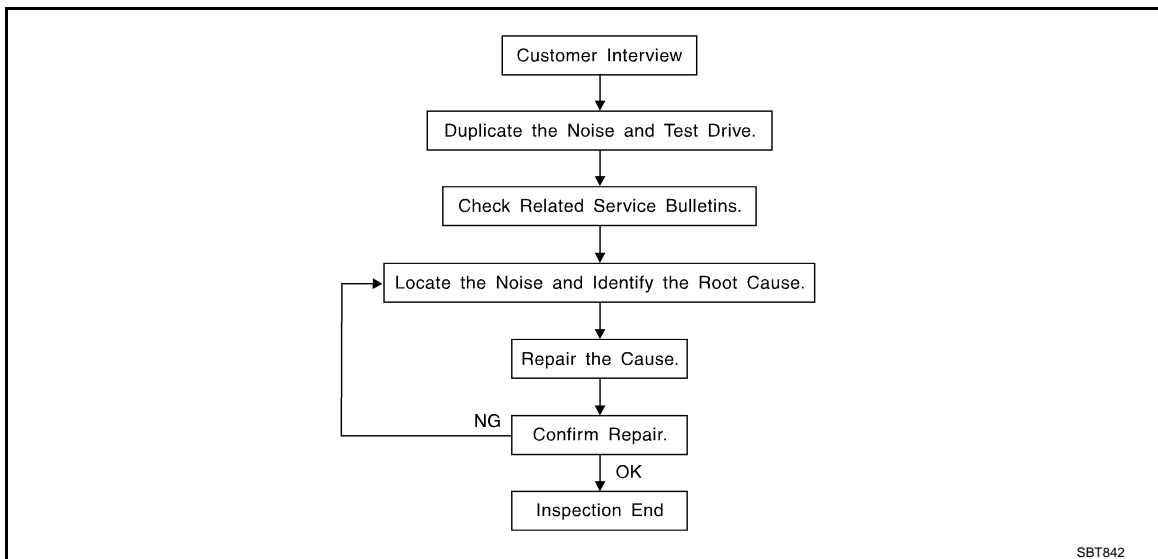 Customer Interview
Duplicate the Noise and Test Drive.
Check Related Service Bulletins.
Locate the Noise and Identify the Root Cause.
Repair the Cause.
NG
Confirm Repair.
OK
Inspection End
SBT842